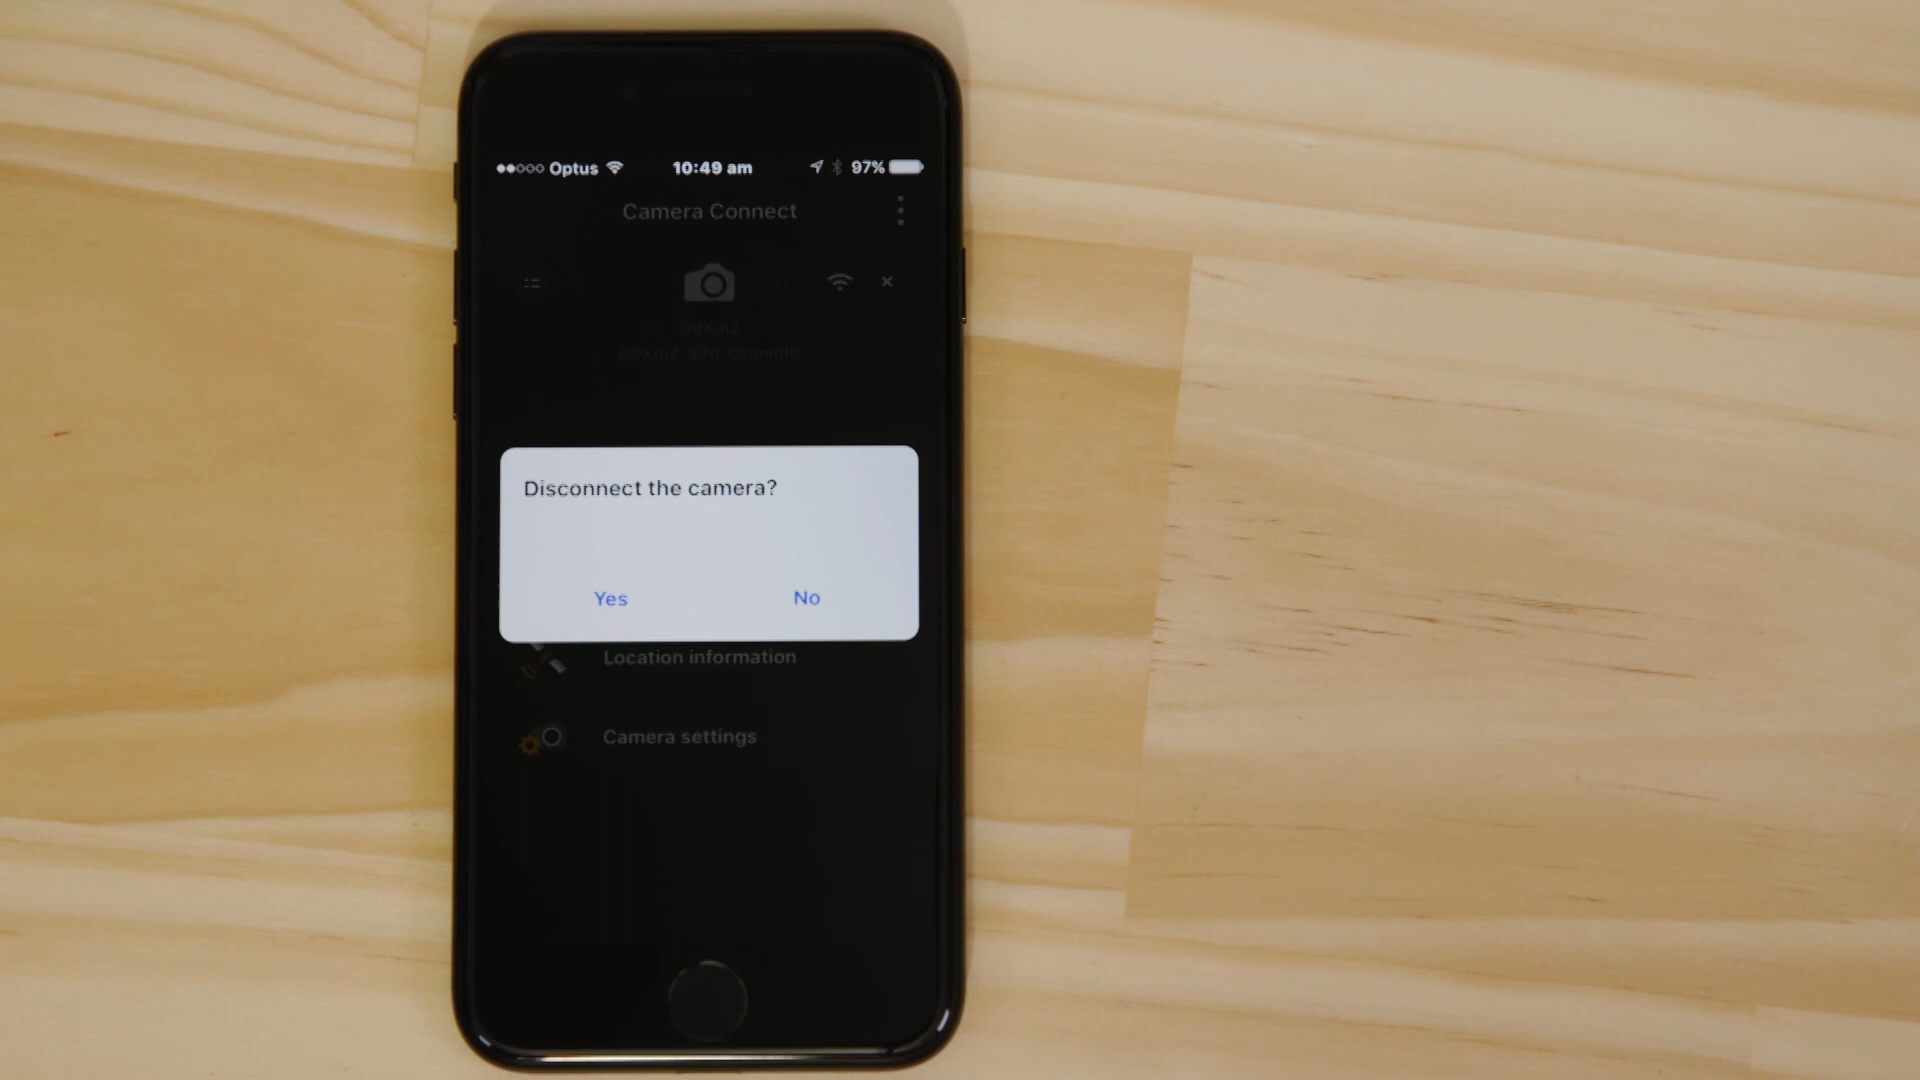 Optus 10:49 am 97%
Camera Connect
Disconnect the camera?
Yes No
Location information
Camera settings